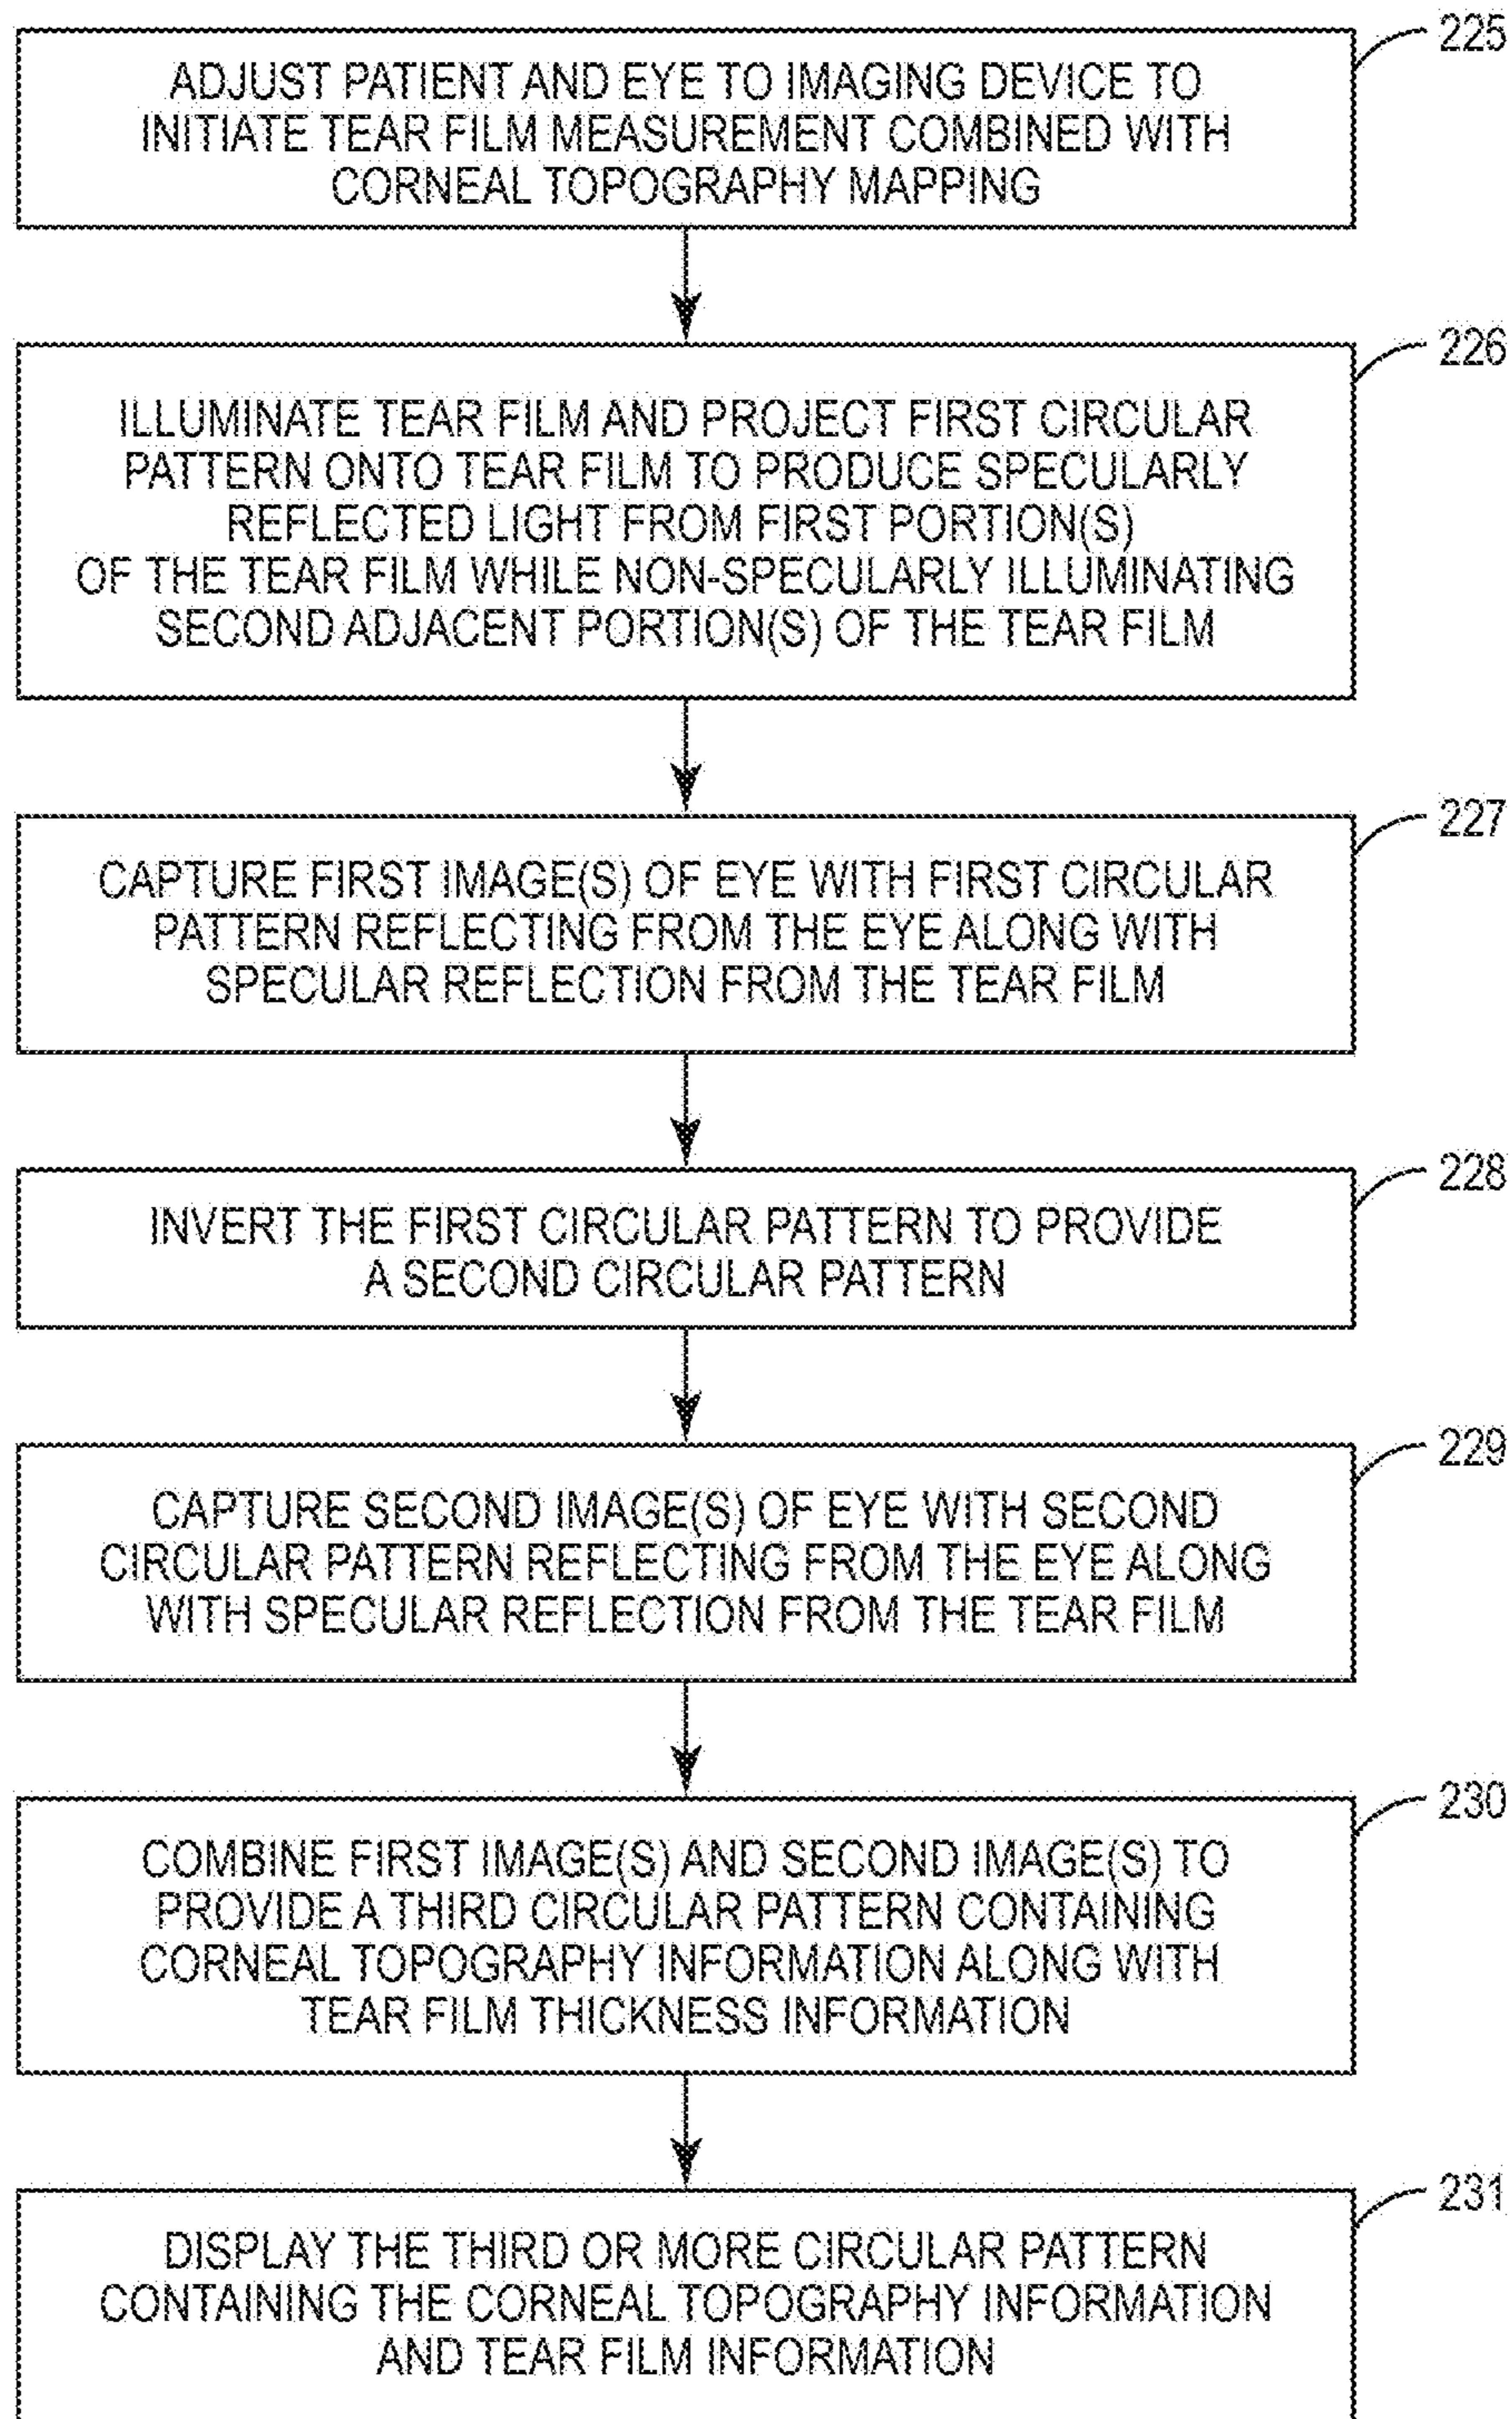 225
ADJUST PATIENT AND EYE TO IMAGING DEVICE TO
INITIATE TEAR FILM MEASUREMENT COMBINED WITH
CORNEAL TOPOGRAPHY MAPPING
226
ILLUMINATE TEAR FILM AND PROJECT FIRST CIRCULAR
PATTERN ONTO TEAR FILM TO PRODUCE SPECULARLY
REFLECTED LIGHT FROM FIRST PORTION(S)
OF THE TEAR FILM WHILE NON-SPECULARLY ILLUMINATING
SECOND ADJACENT PORTION(S) OF THE TEAR FILM
227
CAPTURE FIRST IMAGE(S) OF EYE WITH FIRST CIRCULAR
PATTERN REFLECTING FROM THE EYE ALONG WITH
SPECULAR REFLECTION FROM THE TEAR FILM
228
INVERT THE FIRST CIRCULAR PATTERN TO PROVIDE
A SECOND CIRCULAR PATTERN
229
CAPTURE SECOND IMAGE(S) OF EYE WITH SECOND
CIRCULAR PATTERN REFLECTING FROM THE EYE ALONG
WITH SPECULAR REFLECTION FROM THE TEAR FILM
230
COMBINE FIRST IMAGE(S) AND SECOND IMAGE(S) TO
PROVIDE A THIRD CIRCULAR PATTERN CONTAINING
CORNEAL TOPOGRAPHY INFORMATION ALONG WITH
TEAR FILM THICKNESS INFORMATION
231
DISPLAY THE THIRD OR MORE CIRCULAR PATTERN
CONTAINING THE CORNEAL TOPOGRAPHY INFORMATION
AND TEAR FILM INFORMATION